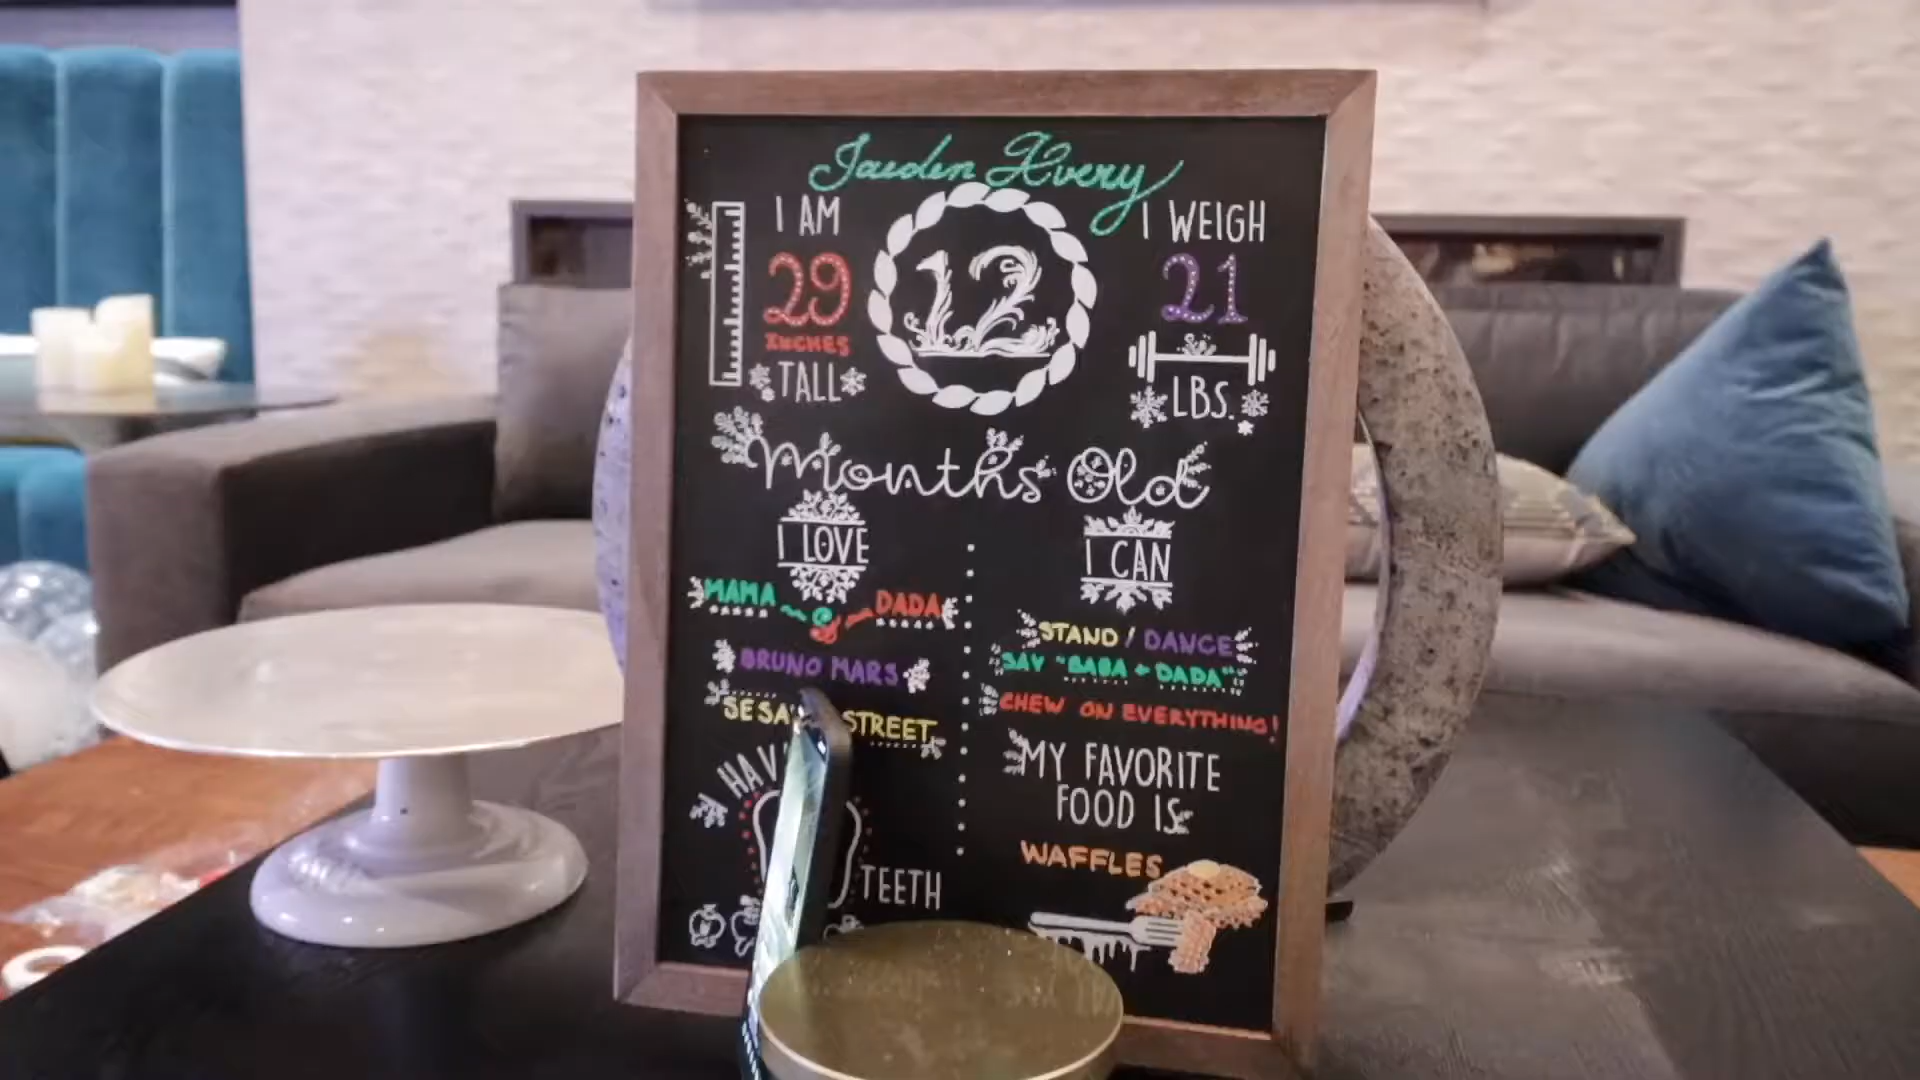 Jaeden Avery
I AM
29
INCHES
TALL
12
I WEIGH
21
LBS.
Months Old
I LOVE
MAMA & DADA
BRUNO MARS
STREET
I CAN
STAND / DANCE
SAY "BABA + DADA"
CHEW ON EVERYTHING!
MY FAVORITE
FOOD IS
WAFFLES
TEETH